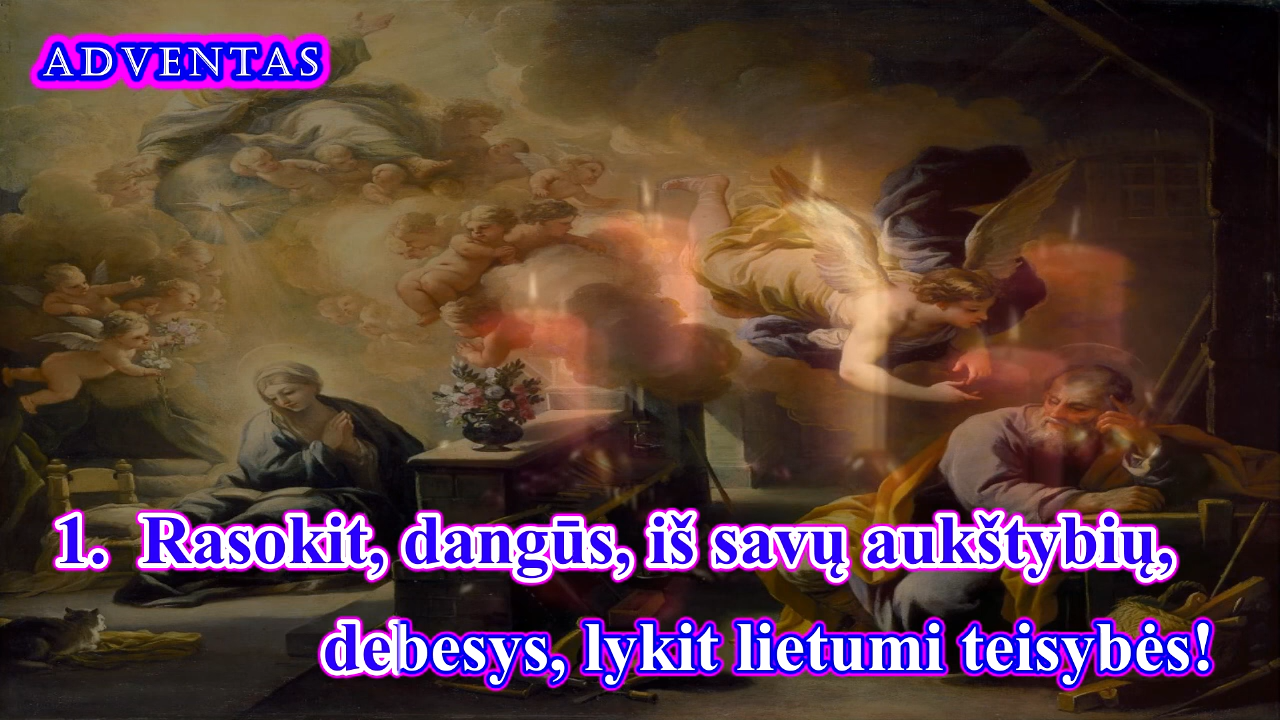 ADVENTAS
1. Rasokit, dangūs, iš savų aukštybių,
debesys, lykit lietumi teisybės!